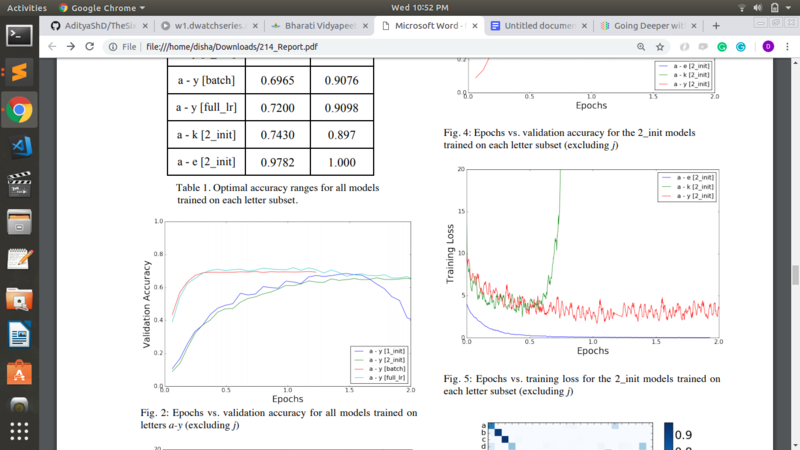 Activities
Google Chrome
Wed 10:52 PM
AdityaShD/TheSi
w1.dwatchseries.
Bharati Vidyapeet
Microsoft Word -
Untitled documen
Going Deeper with
File
file:///home/disha/Downloads/214_Report.pdf
D
a - y [batch] 0.6965 0.9076
a - y [full_lr] 0.7200 0.9098
a - k [2_init] 0.7430 0.897
a - e [2_init] 0.9782 1.000
Table 1. Optimal accuracy ranges for all models
trained on each letter subset.
1.0
0.8
0.6
0.4
0.2
0.0
Validation Accuracy
a - y [1_init]
a - y [2_init]
a - y [batch]
a - y [full_lr]
0.0 0.5 1.0 1.5 2.0
Epochs
Fig. 2: Epochs vs. validation accuracy for all models trained on
letters a-y (excluding j)
30
0.2
0.0
a - e [2_init]
a - k [2_init]
a - y [2_init]
0.0 0.5 1.0 1.5 2.0
Epochs
Fig. 4: Epochs vs. validation accuracy for the 2_init models
trained on each letter subset (excluding j)
20
15
10
5
0
Training Loss
a - e [2_init]
a - k [2_init]
a - y [2_init]
0.0 0.5 1.0 1.5 2.0
Epochs
Fig. 5: Epochs vs. training loss for the 2_init models trained on
each letter subset (excluding j)
a
b
c
d
0.9